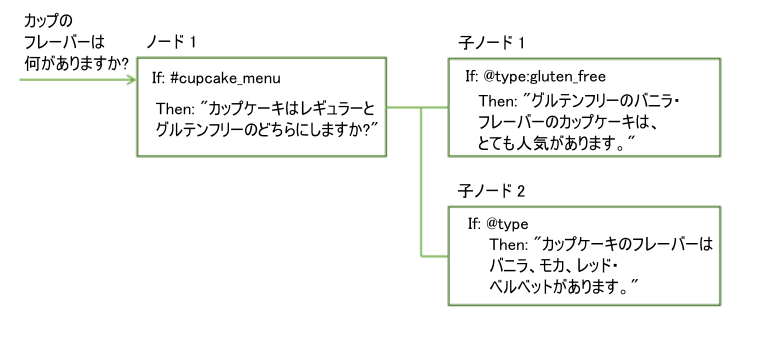 カップの
フレーバーは
何がありますか?
ノード 1
If: #cupcake_menu
Then: "カップケーキはレギュラーと
グルテンフリーのどちらにしますか?"
子ノード 1
If: @type:gluten_free
Then: "グルテンフリーのバニラ・
フレーバーのカップケーキは、
とても人気があります。"
子ノード 2
If: @type
Then: "カップケーキのフレーバーは
バニラ、モカ、レッド・
ベルベットがあります。"